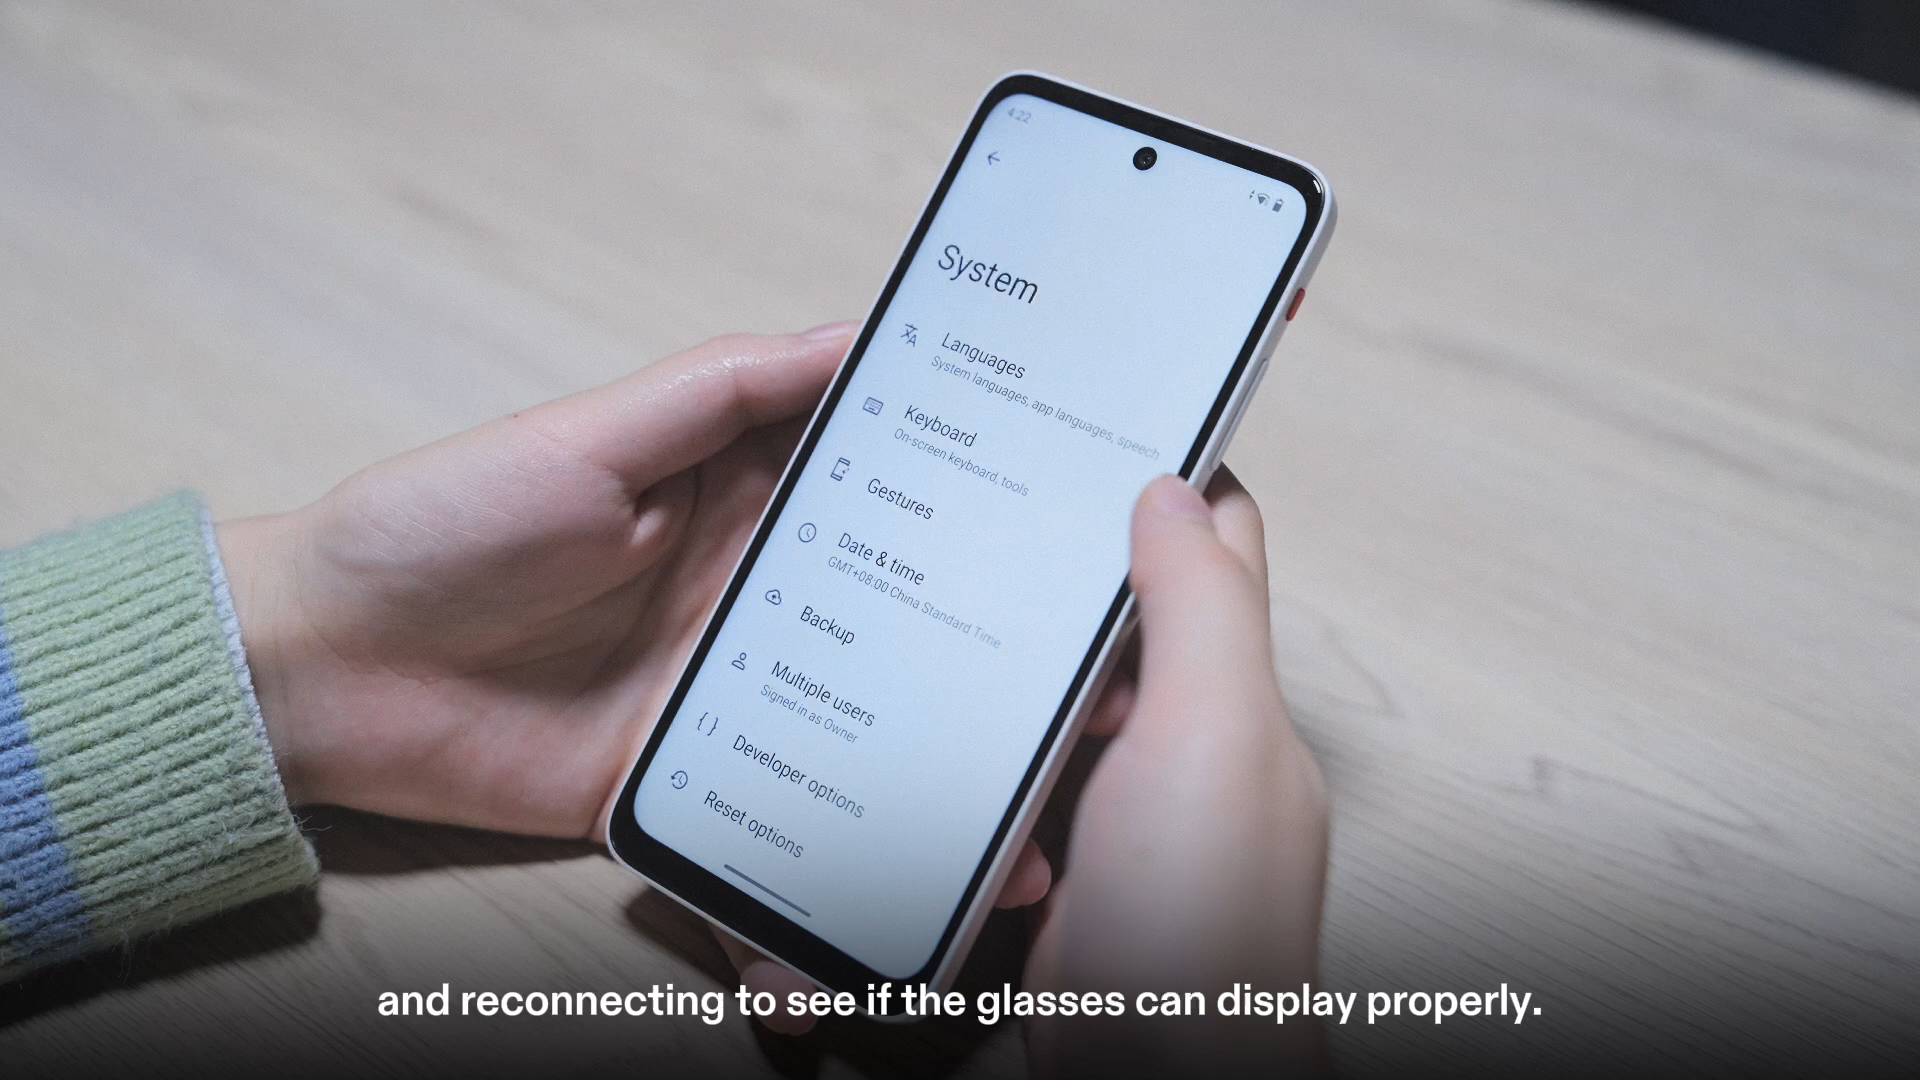 4:22
System
Languages
System languages, app languages, speech
Keyboard
On-screen keyboard, tools
Gestures
Date & time
GMT+08:00 China Standard Time
Backup
Multiple users
Signed in as Owner
Developer options
Reset options
and reconnecting to see if the glasses can display properly.